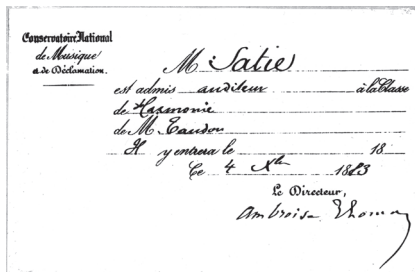 Conservatoire National
de Musique
et de Déclamation.
M. Satie
est admis auditeur à la Classe
de Harmonie
de M. Taudou
Il y entrera le 18
Ce 4 Xbre 1883
Le Directeur,
Ambroise Thomas